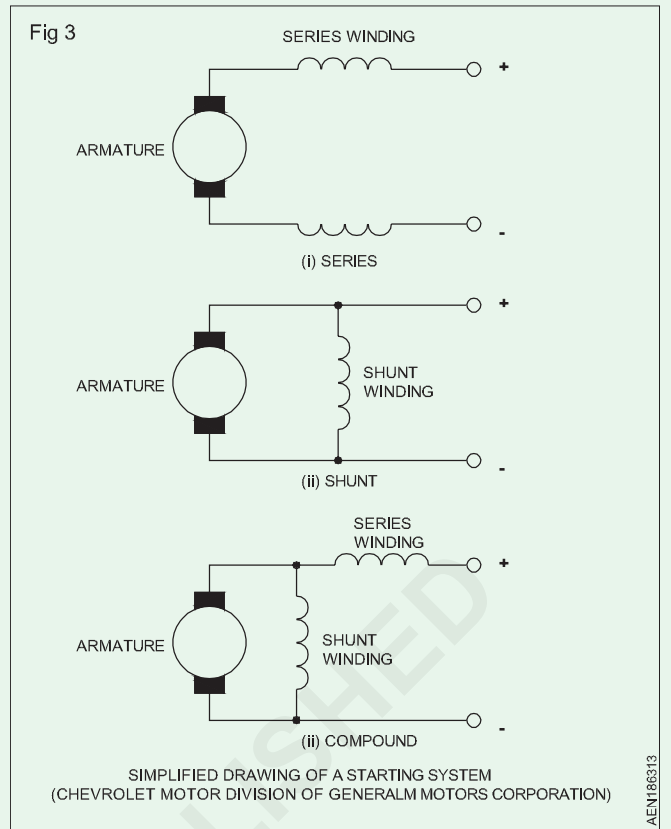 Fig 3
SERIES WINDING
+
ARMATURE
-
(i) SERIES
+
ARMATURE
SHUNT
WINDING
-
(ii) SHUNT
SERIES
WINDING
+
ARMATURE
SHUNT
WINDING
-
(ii) COMPOUND
SIMPLIFIED DRAWING OF A STARTING SYSTEM
(CHEVROLET MOTOR DIVISION OF GENERALM MOTORS CORPORATION)
AEN186313
LISHED